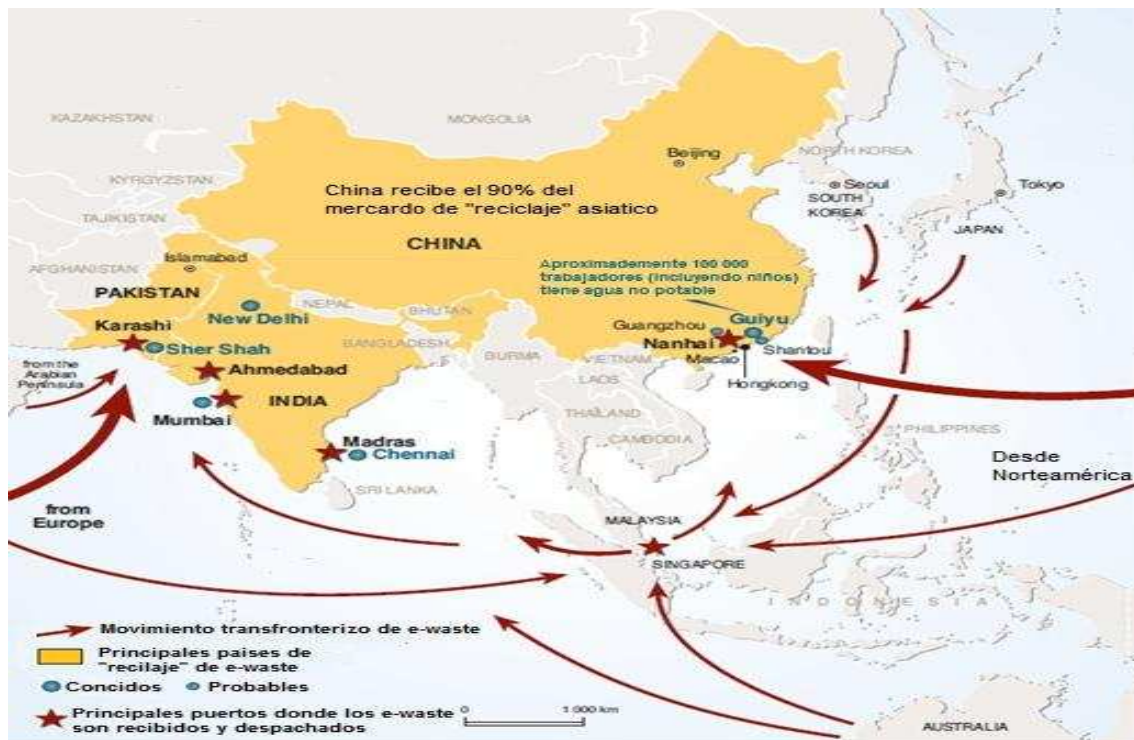 KAZAKHSTAN
MONGOLIA
Beijing
NORTH KOREA
KYRGYZSTAN
China recibe el 90% del
mercardo de "reciclaje" asiatico
Seoul
SOUTH
KOREA
Tokyo
TAJIKISTAN
JAPAN
CHINA
Islamabad
AFGHANISTAN
Aproximademente 100 000
trabajadores (incluyendo niños)
tiene agua no potable
PAKISTAN
NEPAL
BHUTAN
New Delhi
Karashi
Guangzhou
Guiyu
Sher Shah
BANGLADESH
Nanhai
Shantou
BURMA
VIETNAM
Macao
from the
Arabian
Peninsula
Ahmedabad
LAOS
Hongkong
INDIA
Mumbai
THAÏLAND
PHILIPPINES
Madras
Chennai
CAMBODIA
Desde
Norteamérica
SRI LANKA
from
Europe
MALAYSIA
SINGAPORE
INDONESIA
Movimiento transfronterizo de e-waste
Principales paises de
"recilaje" de e-waste
Concidos
Probables
Principales puertos donde los e-waste
son recibidos y despachados
0
1 000 km
AUSTRALIA